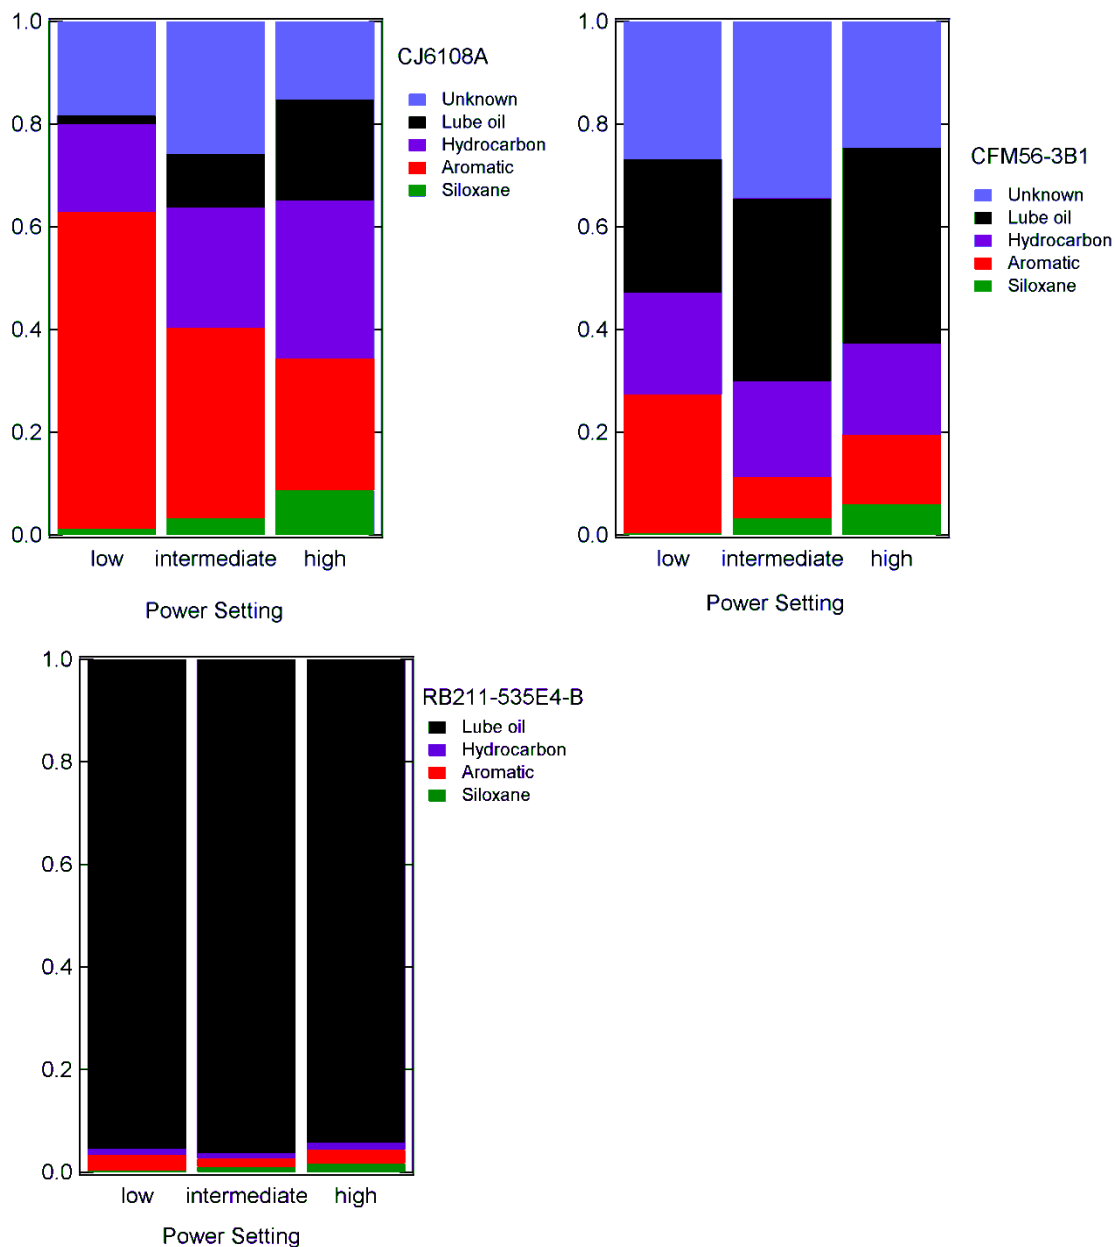 1.0
0.8
0.6
0.4
0.2
0.0
low intermediate high
Power Setting
CJ6108A
Unknown
Lube oil
Hydrocarbon
Aromatic
Siloxane
1.0
0.8
0.6
0.4
0.2
0.0
low intermediate high
Power Setting
CFM56-3B1
Unknown
Lube oil
Hydrocarbon
Aromatic
Siloxane
1.0
0.8
0.6
0.4
0.2
0.0
low intermediate high
Power Setting
RB211-535E4-B
Lube oil
Hydrocarbon
Aromatic
Siloxane